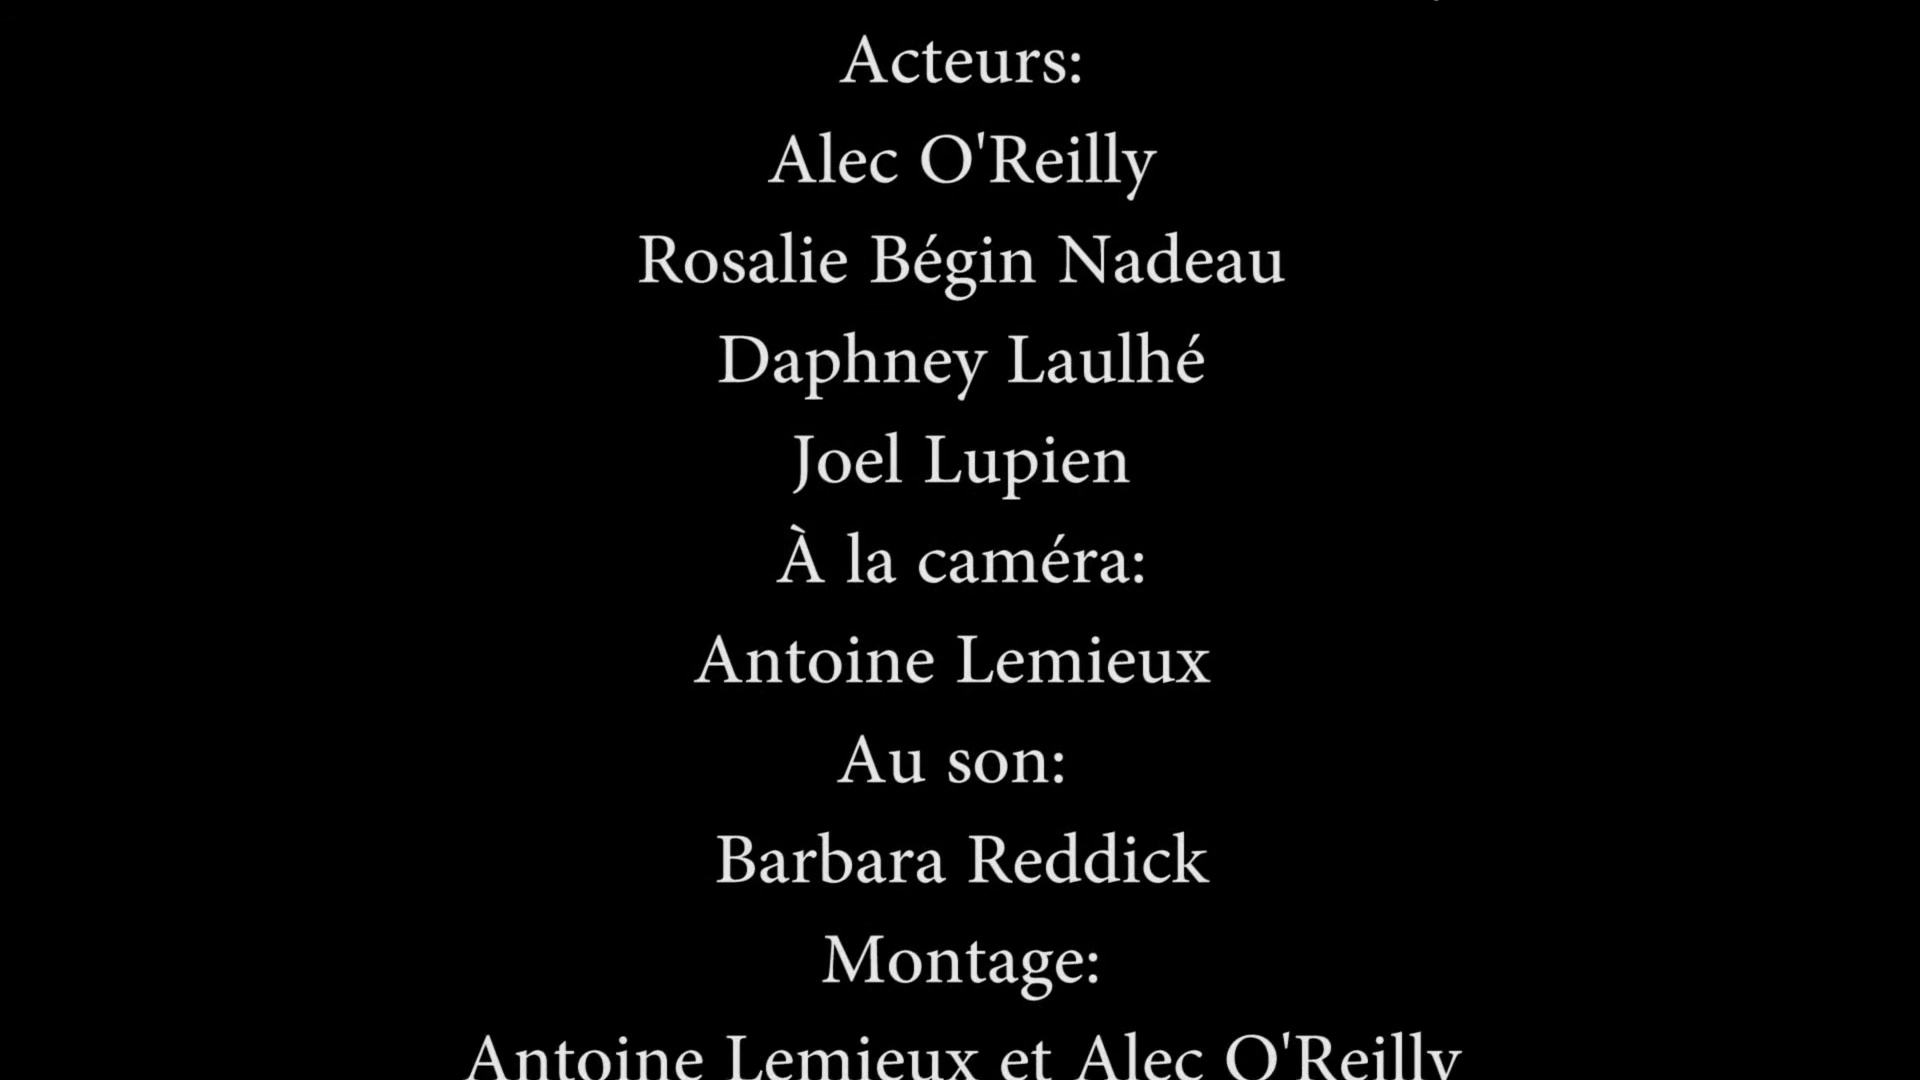 Acteurs:
Alec O'Reilly
Rosalie Bégin Nadeau
Daphney Laulhé
Joel Lupien
À la caméra:
Antoine Lemieux
Au son:
Barbara Reddick
Montage:
Antoine Lemieux et Alec O'Reilly